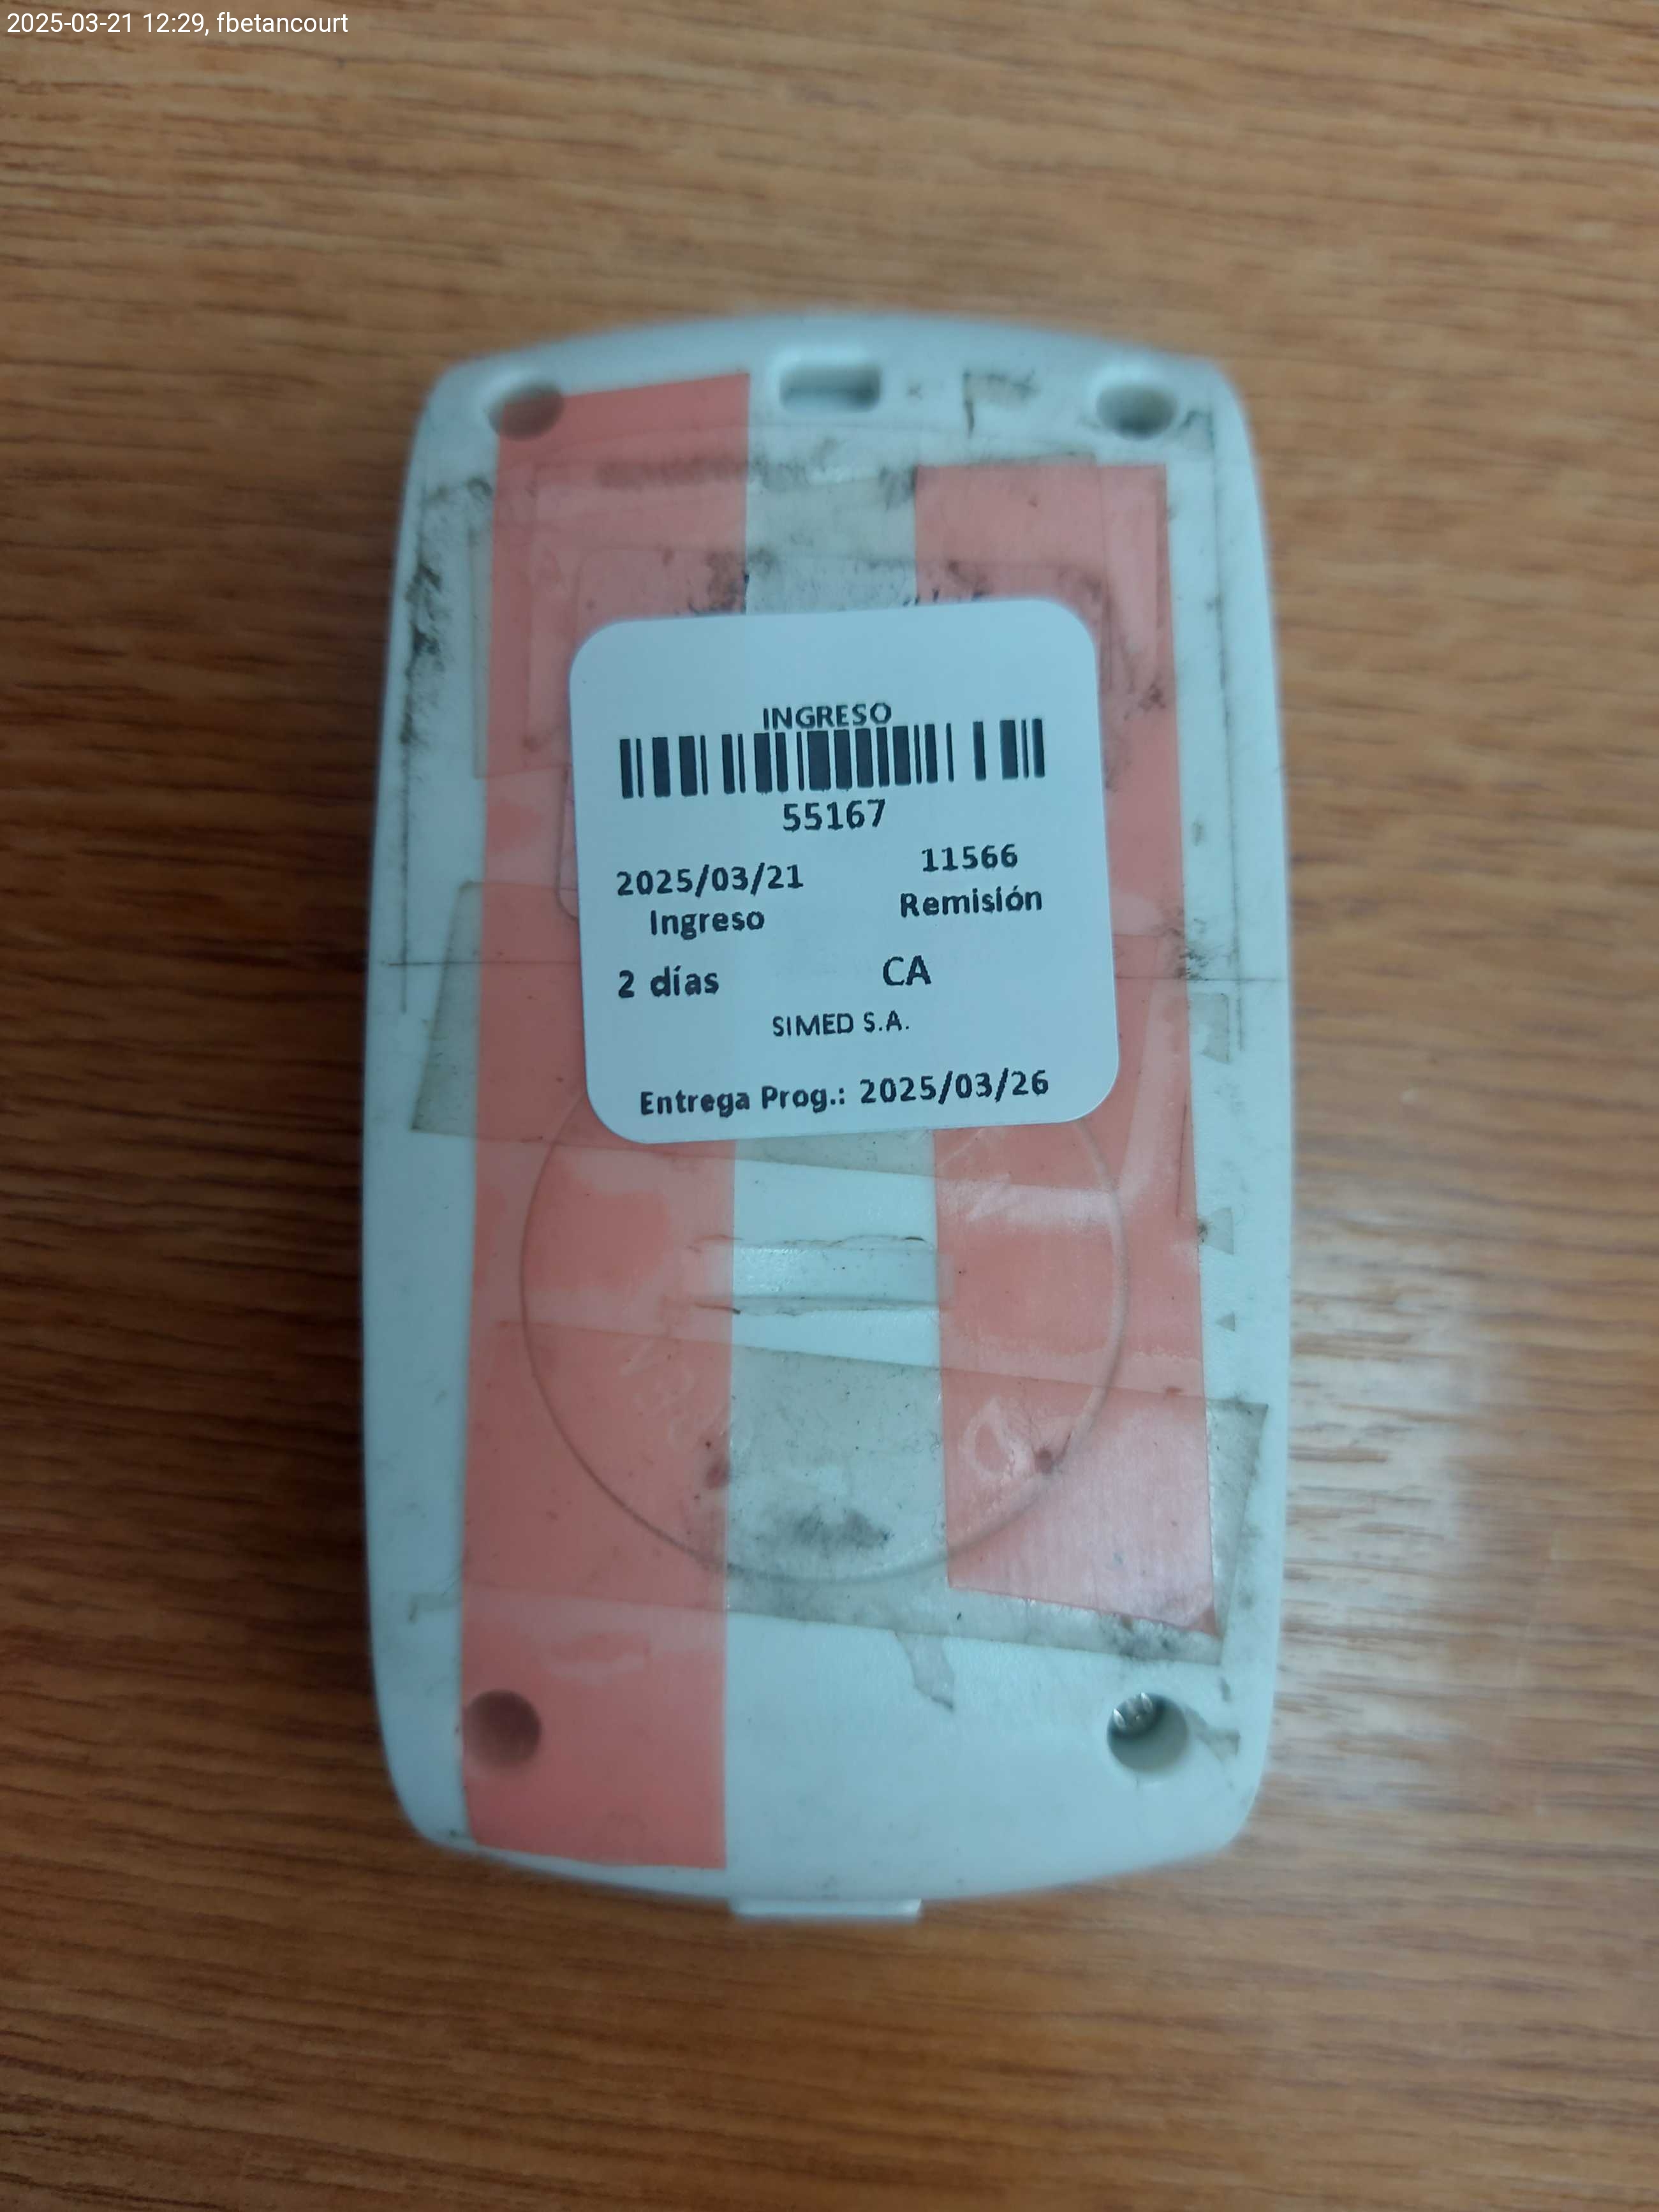 2025-03-21 12:29, fbetancourt
INGRESO
55167
2025/03/21 11566
Ingreso Remisión
2 días CA
SIMED S.A.
Entrega Prog.: 2025/03/26